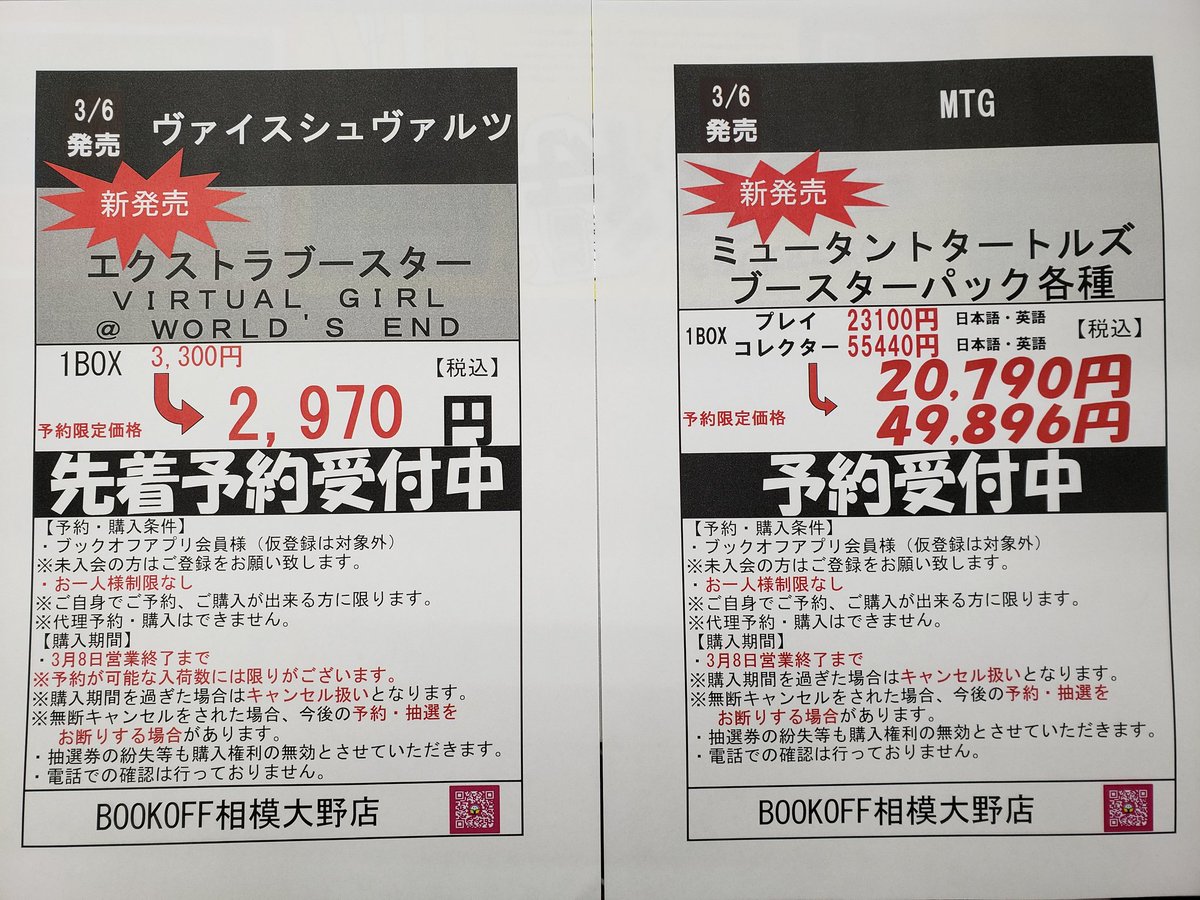 3/6
発売
ヴァイスシュヴァルツ
新発売
エクストラブースター
VIRTUAL GIRL
@ WORLD'S END
1BOX 3,300円
【税込】
予約限定価格
2,970 円
先着予約受付中
【予約・購入条件】
・ブックオフアプリ会員様（仮登録は対象外）
※未入会の方はご登録をお願い致します。
・お一人様制限なし
※ご自身でご予約、ご購入が出来る方に限ります。
※代理予約・購入はできません。
【購入期間】
・3月8日営業終了まで
※予約が可能な入荷数には限りがございます。
※購入期間を過ぎた場合はキャンセル扱いとなります。
※無断キャンセルをされた場合、今後の予約・抽選を
お断りする場合があります。
・抽選券の紛失等も購入権利の無効とさせていただきます。
・電話での確認は行っておりません。
BOOKOFF相模大野店
3/6
発売
MTG
新発売
ミュータントタートルズ
ブースターパック各種
1BOX
プレイ 23100円 日本語・英語
コレクター 55440円 日本語・英語
【税込】
予約限定価格
20,790円
49,896円
予約受付中
【予約・購入条件】
・ブックオフアプリ会員様（仮登録は対象外）
※未入会の方はご登録をお願い致します。
・お一人様制限なし
※ご自身でご予約、ご購入が出来る方に限ります。
※代理予約・購入はできません。
【購入期間】
・3月8日営業終了まで
※購入期間を過ぎた場合はキャンセル扱いとなります。
※無断キャンセルをされた場合、今後の予約・抽選を
お断りする場合があります。
・抽選券の紛失等も購入権利の無効とさせていただきます。
・電話での確認は行っておりません。
BOOKOFF相模大野店